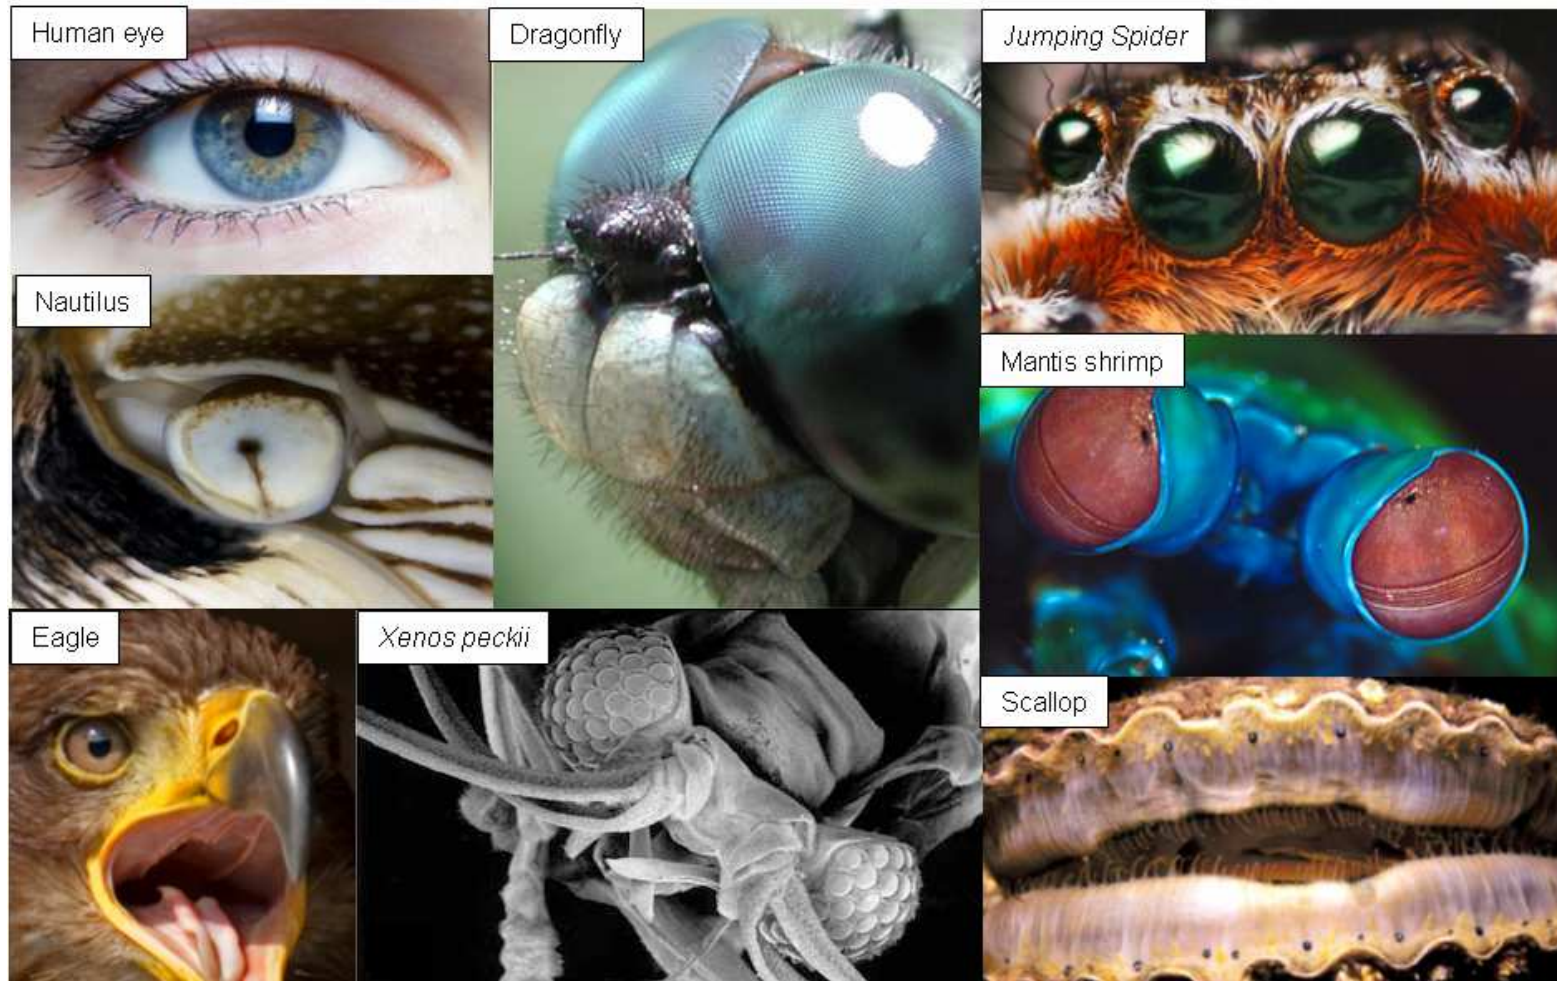 Human eye
Dragonfly
Jumping Spider
Nautilus
Mantis shrimp
Eagle
Xenos peckii
Scallop